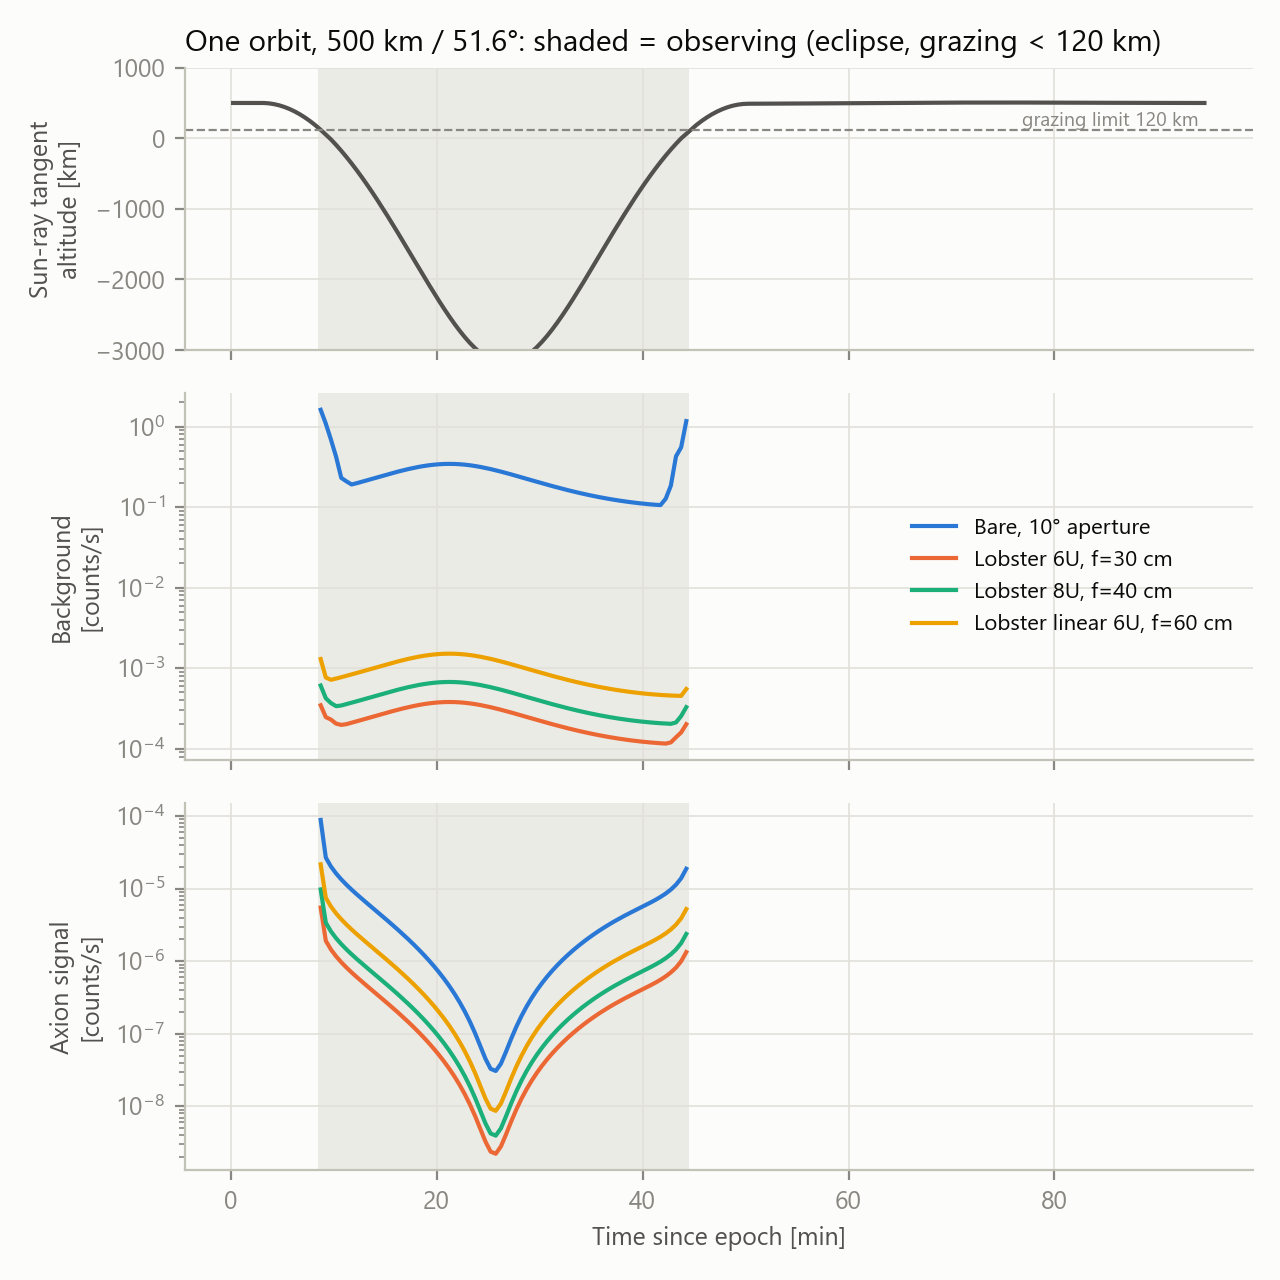 One orbit, 500 km / 51.6°: shaded = observing (eclipse, grazing < 120 km)
Sun-ray tangent
altitude [km]
1000
0
−1000
−2000
−3000
grazing limit 120 km
Background
[counts/s]
10⁰
10⁻¹
10⁻²
10⁻³
10⁻⁴
Bare, 10° aperture
Lobster 6U, f=30 cm
Lobster 8U, f=40 cm
Lobster linear 6U, f=60 cm
Axion signal
[counts/s]
10⁻⁴
10⁻⁵
10⁻⁶
10⁻⁷
10⁻⁸
0 20 40 60 80
Time since epoch [min]